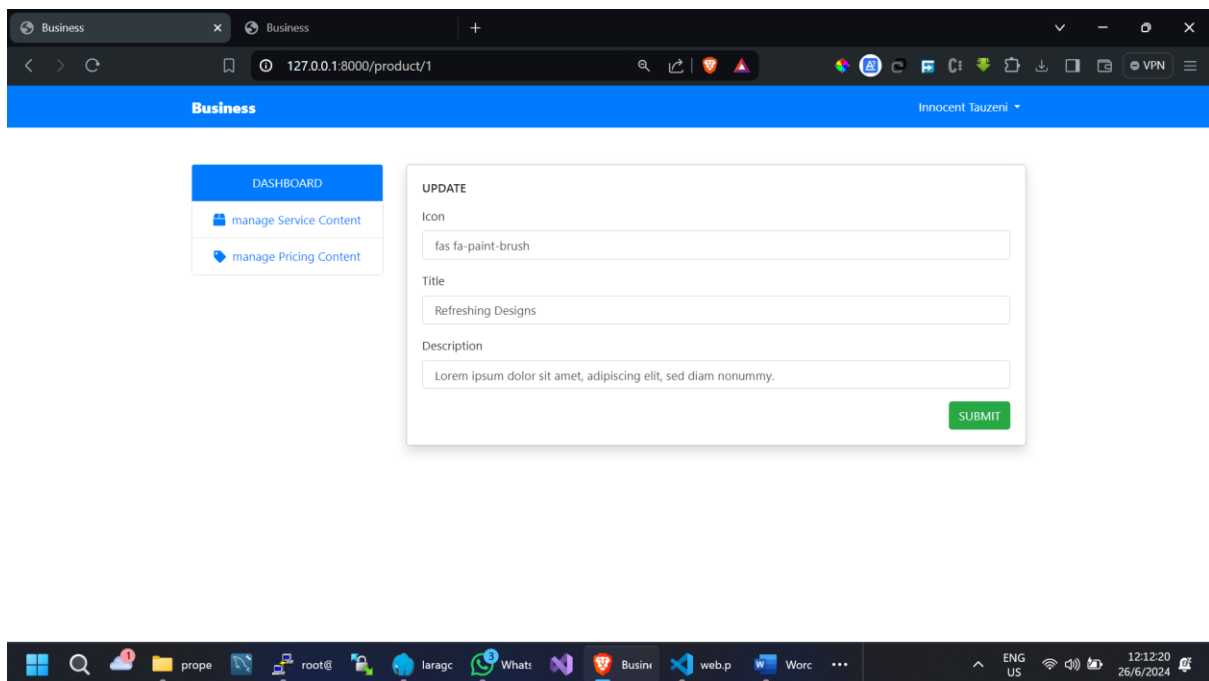 Business
Business
127.0.0.1:8000/product/1
VPN
Business
Innocent Tauzeni
DASHBOARD
manage Service Content
manage Pricing Content
UPDATE
Icon
fas fa-paint-brush
Title
Refreshing Designs
Description
Lorem ipsum dolor sit amet, adipiscing elit, sed diam nonummy.
SUBMIT
1
prope
root@
laragc
3
Whats
Busine
web.p
Worc
ENG
US
12:12:20
26/6/2024